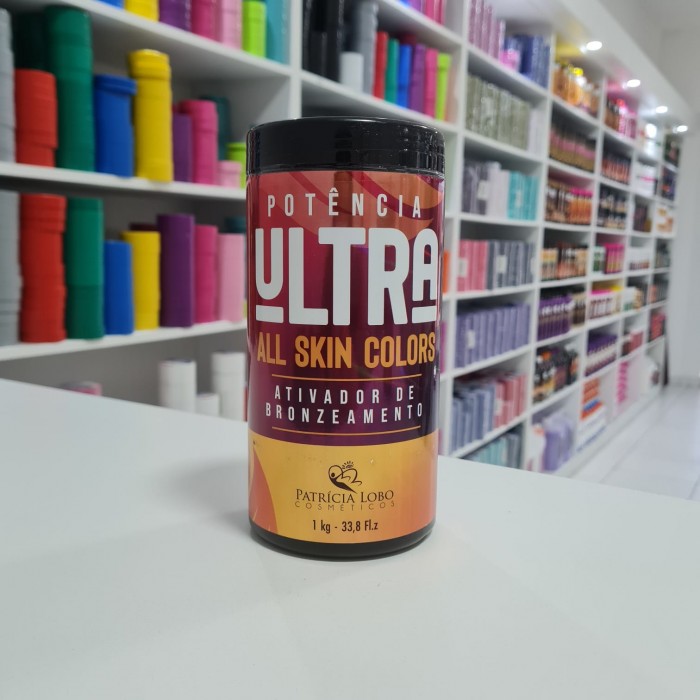 POTÊNCIA
ULTRA
ALL SKIN COLORS
ATIVADOR DE
BRONZEAMENTO
PATRÍCIA LOBO
COSMÉTICOS
1 kg - 33,8 Fl.z